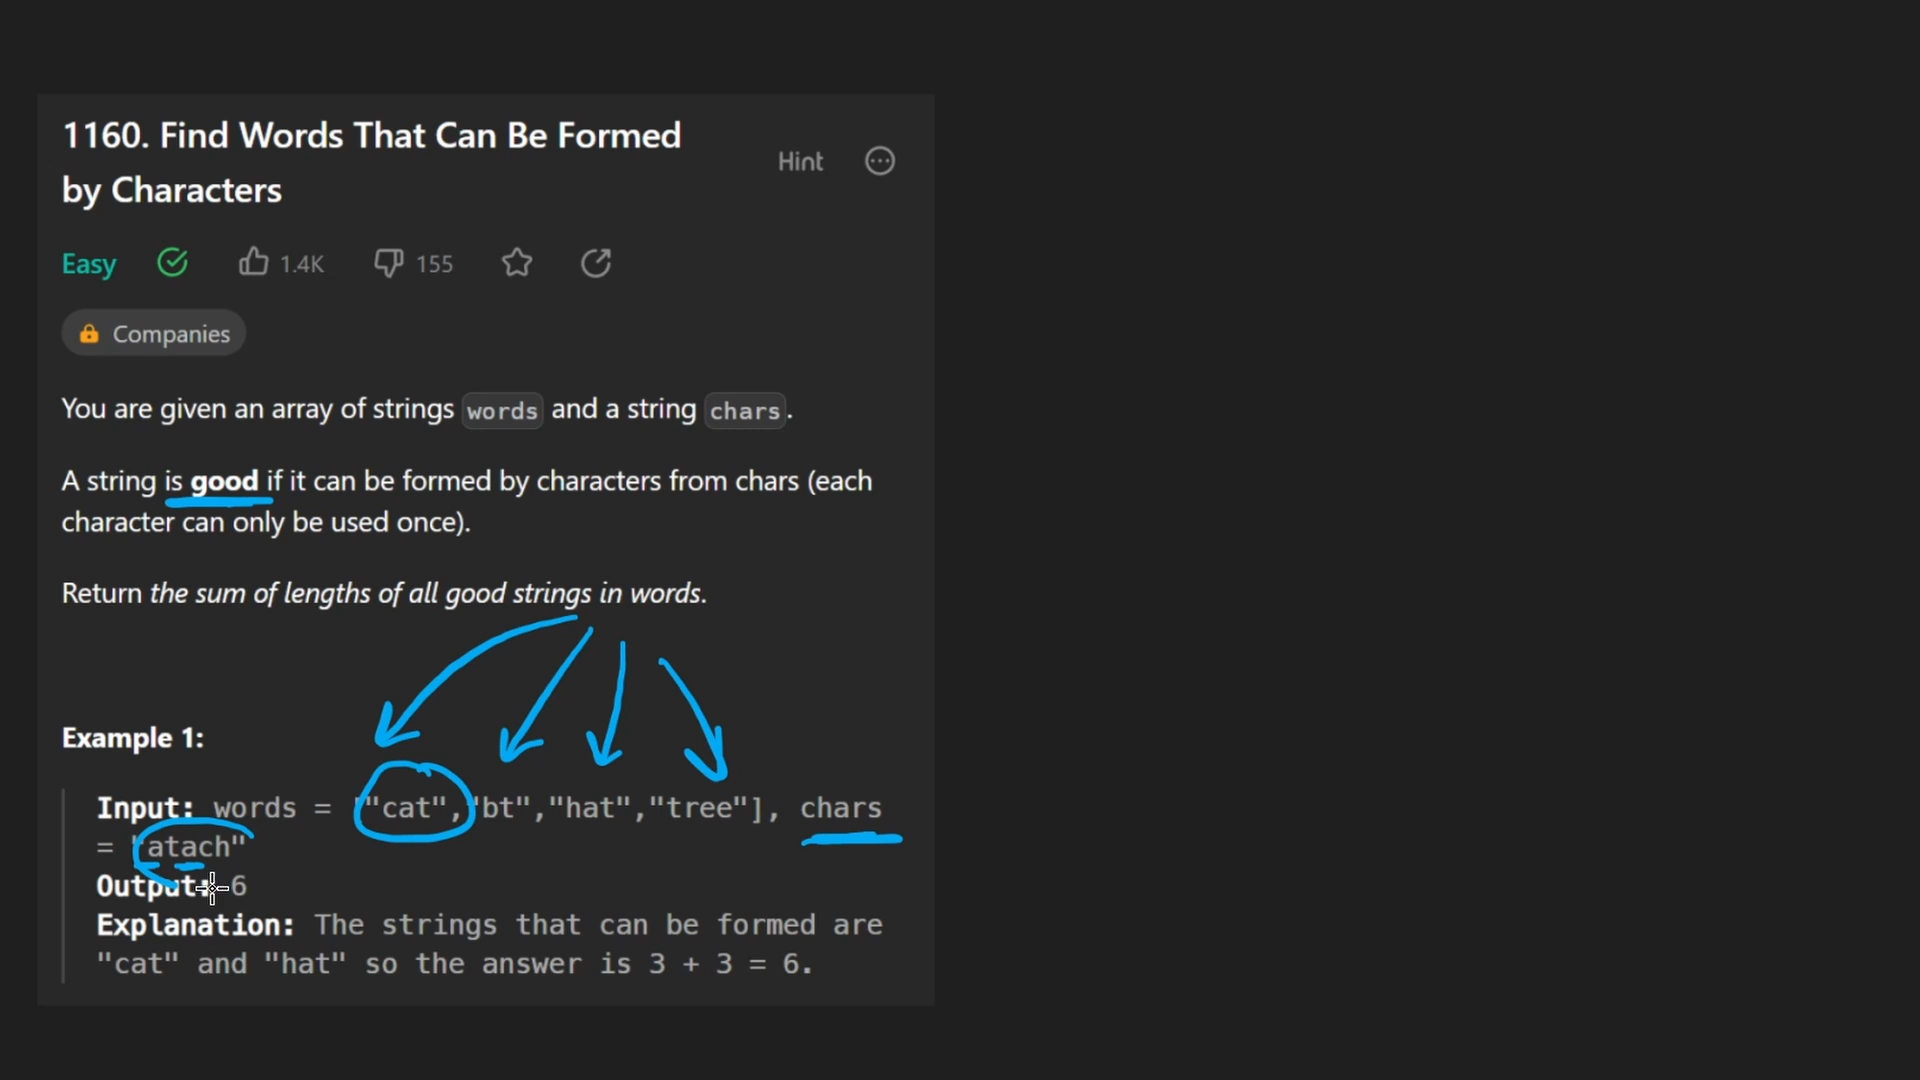 1160. Find Words That Can Be Formed
by Characters
Hint
Easy 1.4K 155
Companies
You are given an array of strings words and a string chars.
A string is good if it can be formed by characters from chars (each
character can only be used once).
Return the sum of lengths of all good strings in words.
Example 1:
Input: words = ["cat","bt","hat","tree"], chars
= "atach"
Output: 6
Explanation: The strings that can be formed are
"cat" and "hat" so the answer is 3 + 3 = 6.